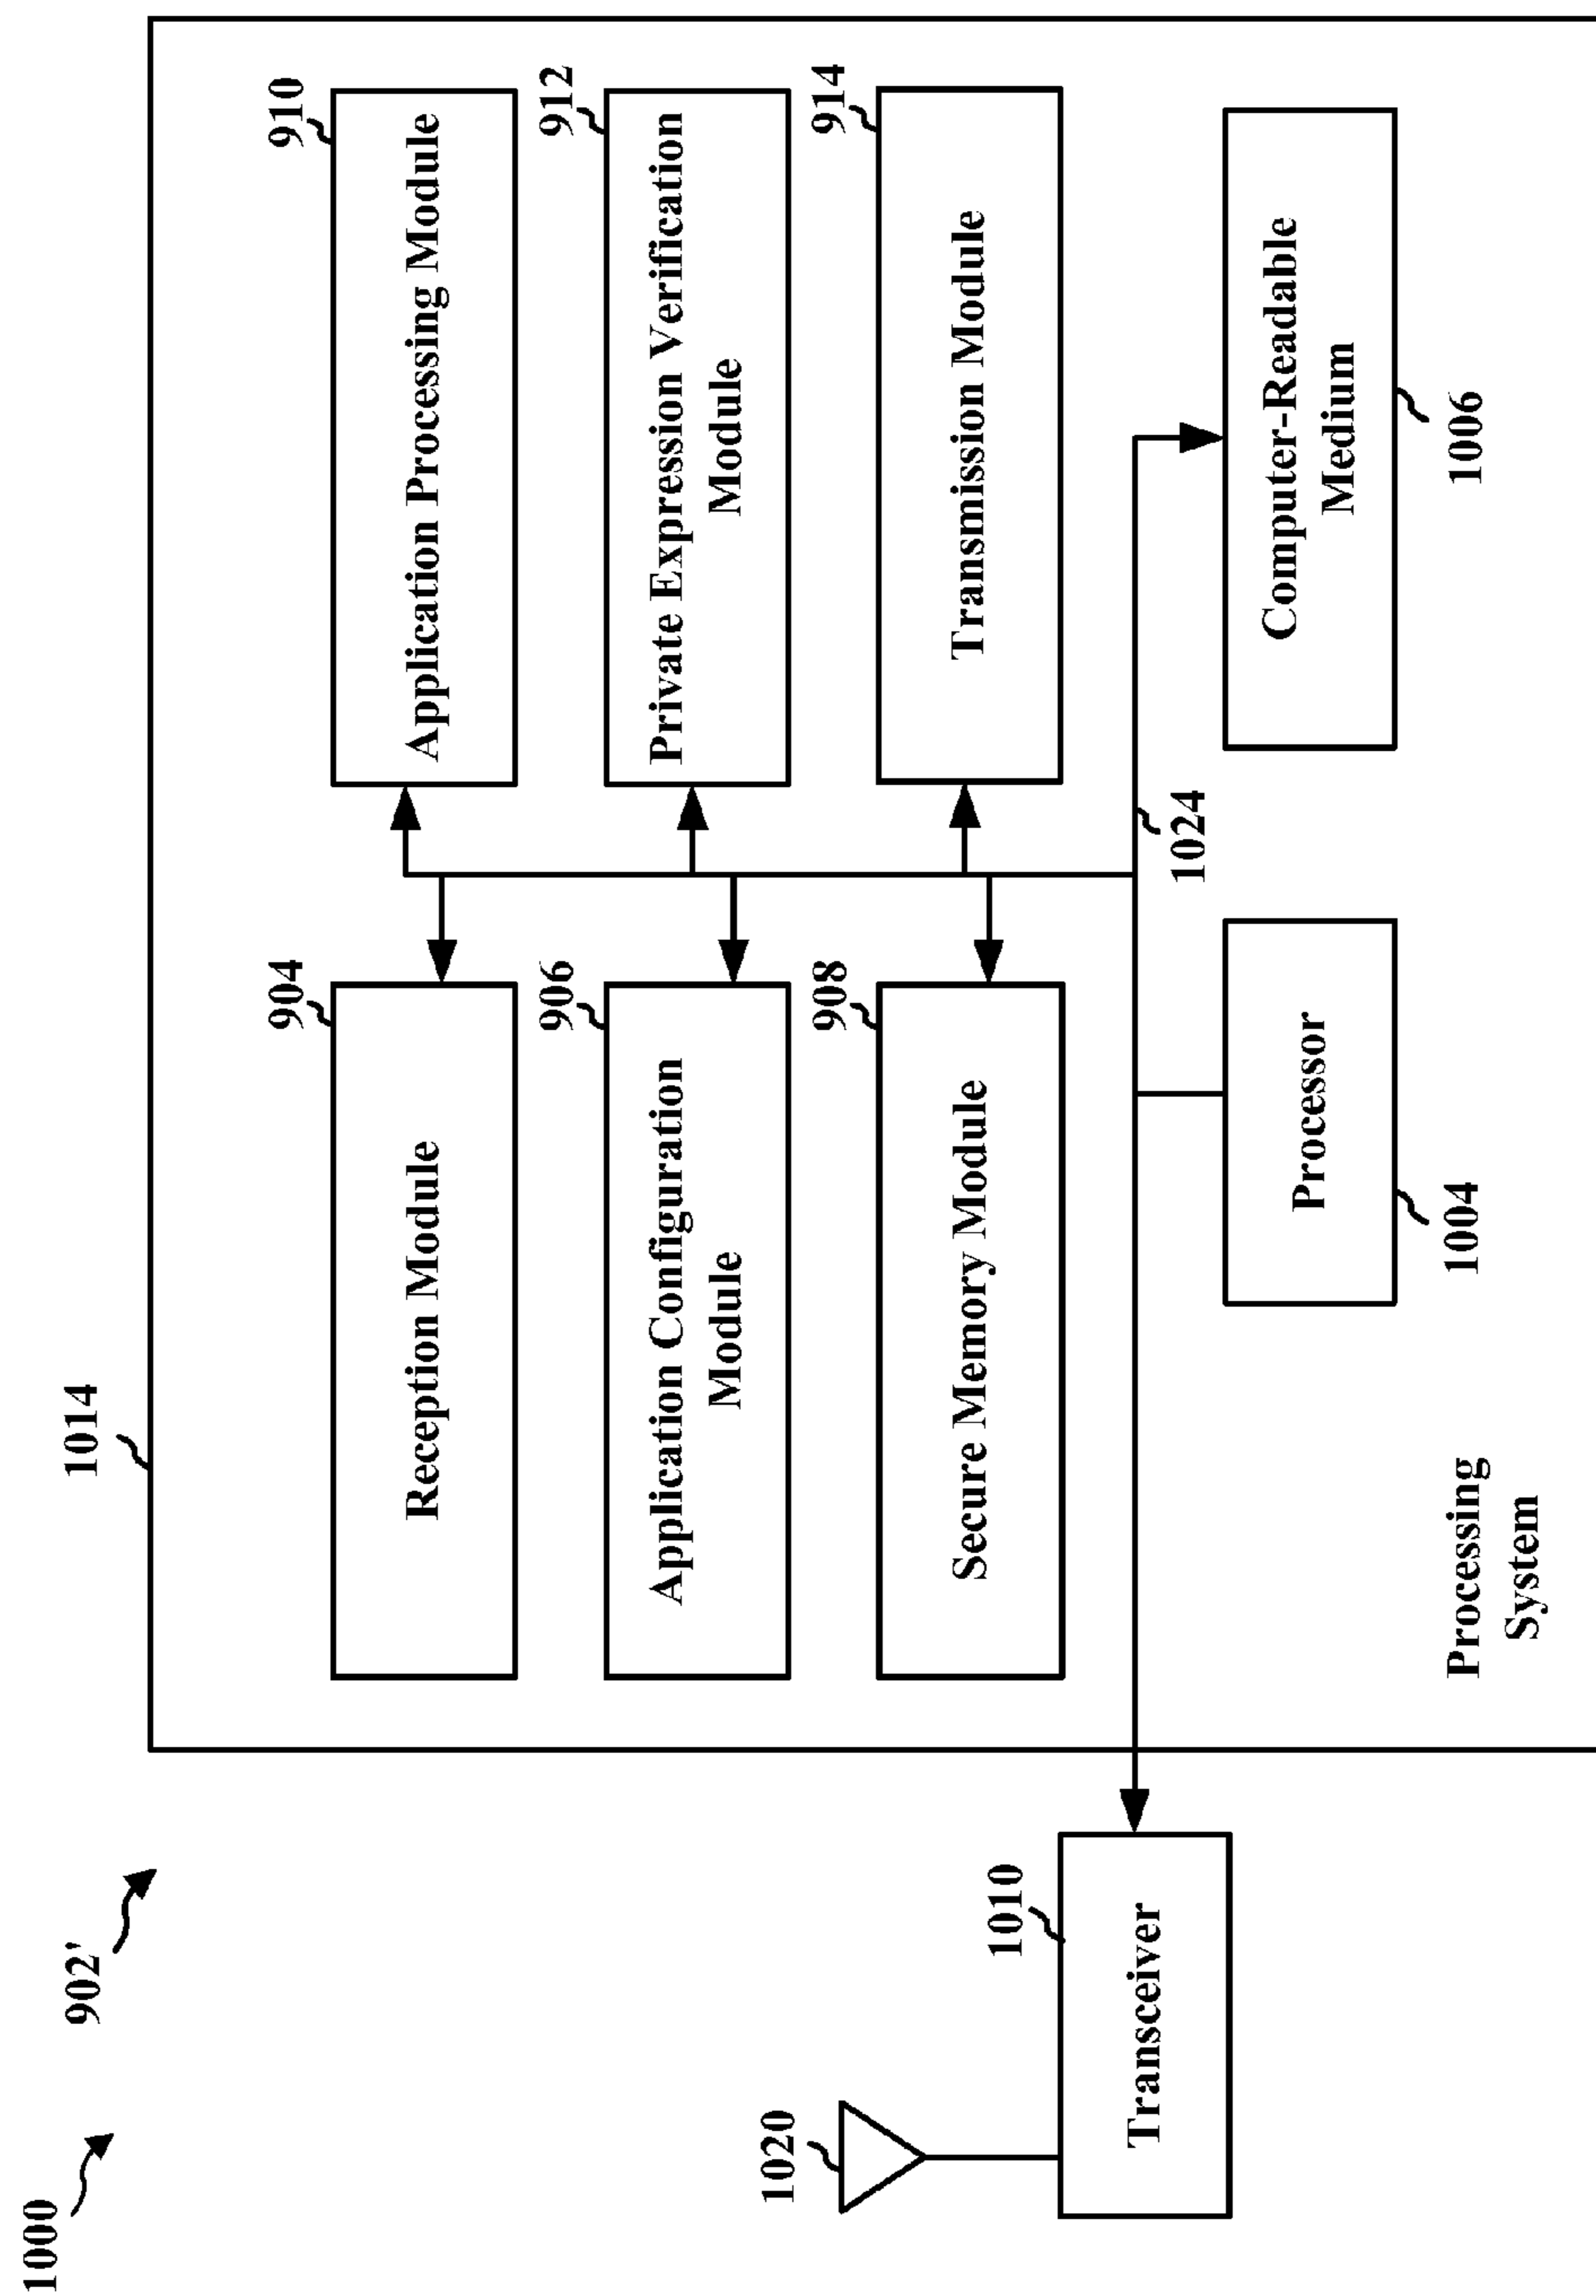 1000
902'
1014
904
Reception Module
910
Application Processing Module
906
Application Configuration
Module
912
Private Expression Verification
Module
908
Secure Memory Module
914
Transmission Module
1020
1010
Transceiver
1024
Processor
1004
Computer-Readable
Medium
1006
Processing
System